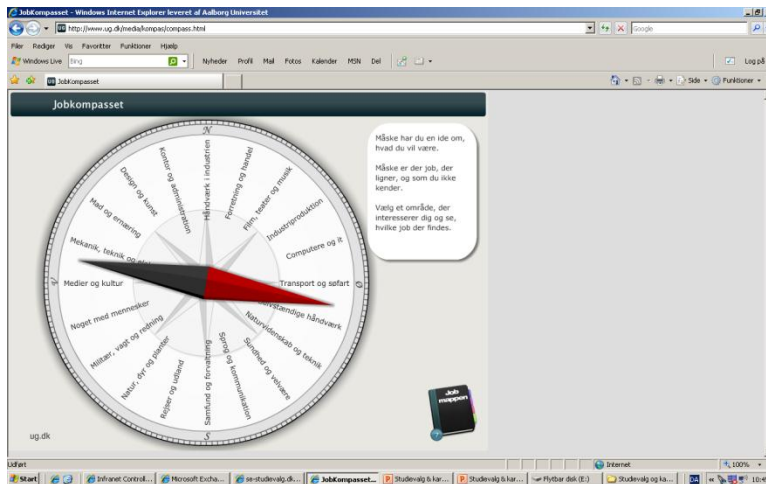 JobKompasset - Windows Internet Explorer leveret af Aalborg Universitet
http://www.ug.dk/media/kompas/compass.html
Google
Filer Rediger Vis Favoritter Funktioner Hjælp
Windows Live Bing Nyheder Profil Mail Fotos Kalender MSN Del Log på
JobKompasset Side Funktioner
Jobkompasset
N
Håndværk i industrien
Forretning og handel
Film, teater og musik
Industriproduktion
Computere og it
Transport og søfart
håndværk
Naturvidenskab og teknik
Sundhed og velvære
Sprog og kommunikation
Samfund og forvaltning
Rejser og udland
Natur, dyr og planter
Militær, vagt og redning
Noget med mennesker
Medier og kultur
Mekanik, teknik og
Mad og ernæring
Design og kunst
Kontor og administration
S
Måske har du en ide om,
hvad du vil være.
Måske er der job, der
ligner, og som du ikke
kender.
Vælg et område, der
interesserer dig og se,
hvilke job der findes.
Job
mappen
ug.dk
Udført Internet 100%
Start Infranet Control... Microsoft Excha... se-studievalg.dk... JobKompasset... Studievalg & kar... Studievalg & kar... Flytbar disk (E:) Studievalg og ka... DA